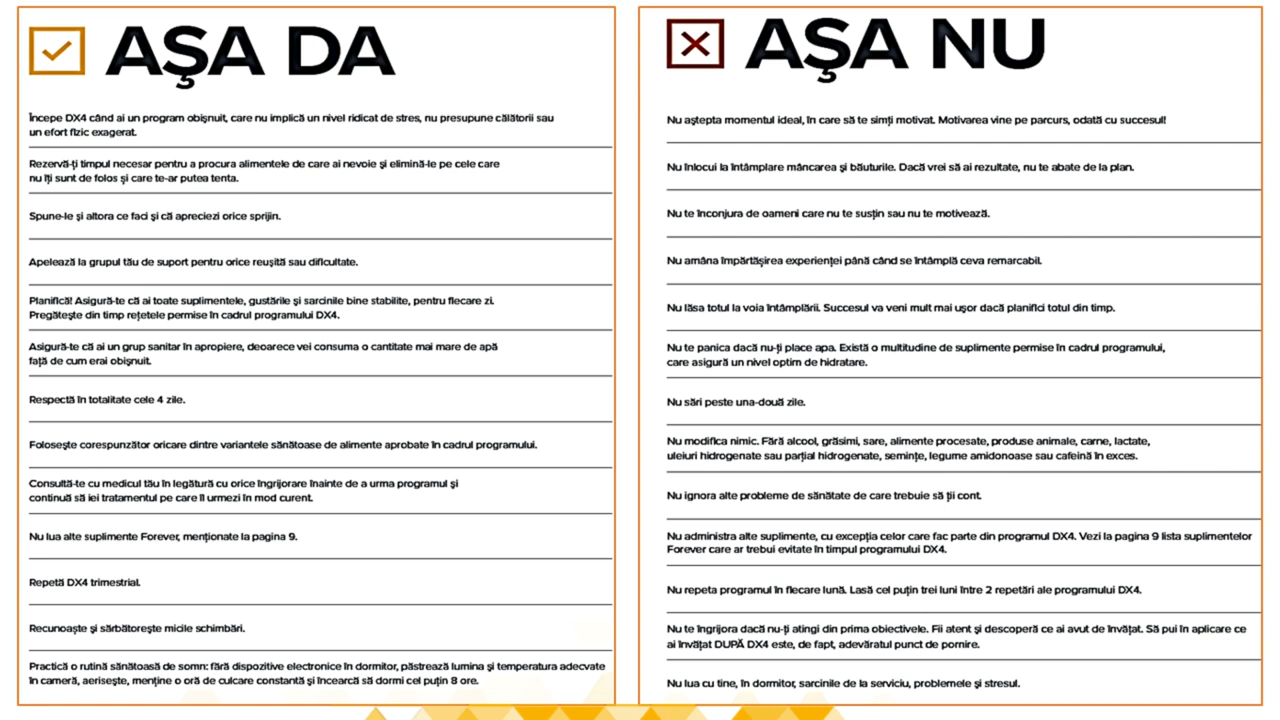 AŞA DA
Începe DX4 când ai un program obişnuit, care nu implică un nivel ridicat de stres, nu presupune călătorii sau
un efort fizic exagerat.
Rezervă-ţi timpul necesar pentru a procura alimentele de care ai nevoie şi elimină-le pe cele care
nu îţi sunt de folos şi care te-ar putea tenta.
Spune-le şi altora ce faci şi că apreciezi orice sprijin.
Apelează la grupul tău de suport pentru orice reuşită sau dificultate.
Planifică! Asigură-te că ai toate suplimentele, gustările şi sarcinile bine stabilite, pentru fiecare zi.
Pregăteşte din timp reţetele permise în cadrul programului DX4.
Asigură-te că ai un grup sanitar în apropiere, deoarece vei consuma o cantitate mai mare de apă
faţă de cum erai obişnuit.
Respectă în totalitate cele 4 zile.
Foloseşte corespunzător oricare dintre variantele sănătoase de alimente aprobate în cadrul programului.
Consultă-te cu medicul tău în legătură cu orice îngrijorare înainte de a urma programul şi
continuă să iei tratamentul pe care îl urmezi în mod curent.
Nu lua alte suplimente Forever, menţionate la pagina 9.
Repetă DX4 trimestrial.
Recunoaşte şi sărbătoreşte micile schimbări.
Practică o rutină sănătoasă de somn: fără dispozitive electronice în dormitor, păstrează lumina şi temperatura adecvate
în cameră, aeriseşte, menţine o oră de culcare constantă şi încearcă să dormi cel puţin 8 ore.
AŞA NU
Nu aştepta momentul ideal, în care să te simţi motivat. Motivarea vine pe parcurs, odată cu succesul!
Nu înlocui la întâmplare mâncarea şi băuturile. Dacă vrei să ai rezultate, nu te abate de la plan.
Nu te înconjura de oameni care nu te susţin sau nu te motivează.
Nu amâna împărtăşirea experienţei până când se întâmplă ceva remarcabil.
Nu lăsa totul la voia întâmplării. Succesul va veni mult mai uşor dacă planifici totul din timp.
Nu te panica dacă nu-ţi place apa. Există o multitudine de suplimente permise în cadrul programului,
care asigură un nivel optim de hidratare.
Nu sări peste una-două zile.
Nu modifica nimic. Fără alcool, grăsimi, sare, alimente procesate, produse animale, carne, lactate,
uleiuri hidrogenate sau parţial hidrogenate, seminţe, legume amidonoase sau cafeină în exces.
Nu ignora alte probleme de sănătate de care trebuie să ţii cont.
Nu administra alte suplimente, cu excepţia celor care fac parte din programul DX4. Vezi la pagina 9 lista suplimentelor
Forever care ar trebui evitate în timpul programului DX4.
Nu repeta programul în fiecare lună. Lasă cel puţin trei luni între 2 repetări ale programului DX4.
Nu te îngrijora dacă nu-ţi atingi din prima obiectivele. Fii atent şi descoperă ce ai avut de învăţat. Să pui în aplicare ce
ai învăţat DUPĂ DX4 este, de fapt, adevăratul punct de pornire.
Nu lua cu tine, în dormitor, sarcinile de la serviciu, problemele şi stresul.